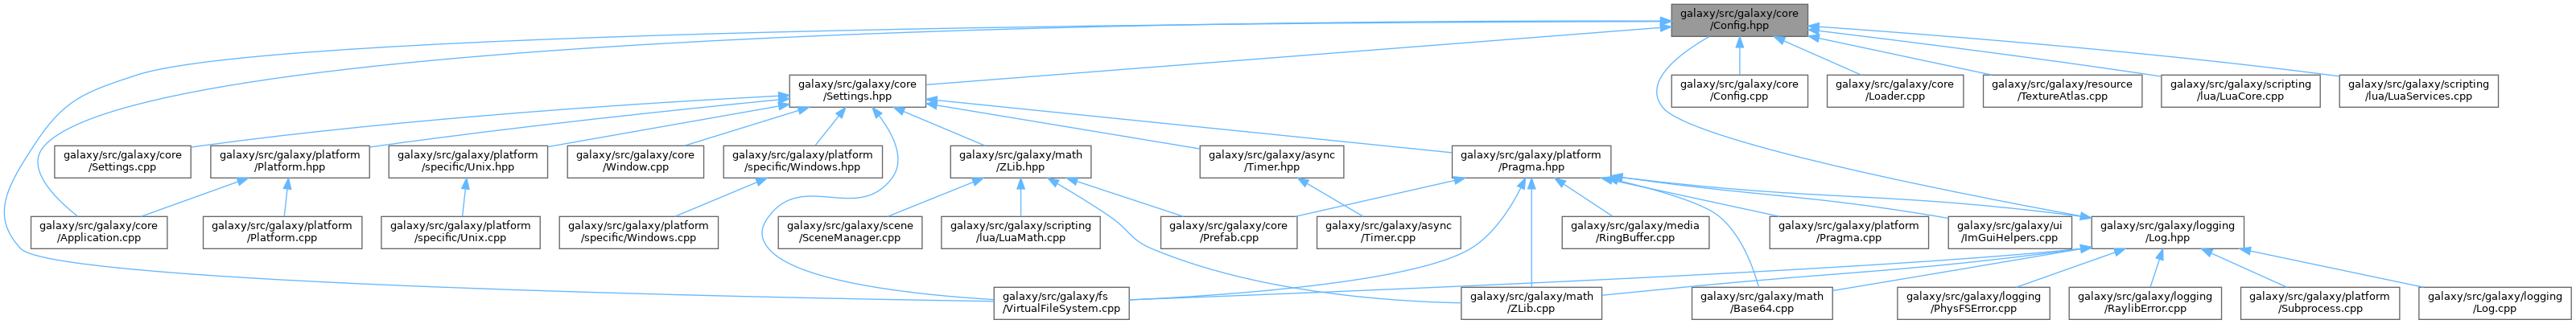 galaxy/src/galaxy/core
/Config.hpp
galaxy/src/galaxy/core
/Settings.hpp
galaxy/src/galaxy/core
/Config.cpp
galaxy/src/galaxy/core
/Loader.cpp
galaxy/src/galaxy/resource
/TextureAtlas.cpp
galaxy/src/galaxy/scripting
/lua/LuaCore.cpp
galaxy/src/galaxy/scripting
/lua/LuaServices.cpp
galaxy/src/galaxy/core
/Settings.cpp
galaxy/src/galaxy/platform
/Platform.hpp
galaxy/src/galaxy/platform
/specific/Unix.hpp
galaxy/src/galaxy/core
/Window.cpp
galaxy/src/galaxy/platform
/specific/Windows.hpp
galaxy/src/galaxy/math
/ZLib.hpp
galaxy/src/galaxy/async
/Timer.hpp
galaxy/src/galaxy/platform
/Pragma.hpp
galaxy/src/galaxy/core
/Application.cpp
galaxy/src/galaxy/platform
/Platform.cpp
galaxy/src/galaxy/platform
/specific/Unix.cpp
galaxy/src/galaxy/platform
/specific/Windows.cpp
galaxy/src/galaxy/scene
/SceneManager.cpp
galaxy/src/galaxy/scripting
/lua/LuaMath.cpp
galaxy/src/galaxy/core
/Prefab.cpp
galaxy/src/galaxy/async
/Timer.cpp
galaxy/src/galaxy/media
/RingBuffer.cpp
galaxy/src/galaxy/platform
/Pragma.cpp
galaxy/src/galaxy/ui
/ImGuiHelpers.cpp
galaxy/src/galaxy/logging
/Log.hpp
galaxy/src/galaxy/fs
/VirtualFileSystem.cpp
galaxy/src/galaxy/math
/ZLib.cpp
galaxy/src/galaxy/math
/Base64.cpp
galaxy/src/galaxy/logging
/PhysFSError.cpp
galaxy/src/galaxy/logging
/RaylibError.cpp
galaxy/src/galaxy/platform
/Subprocess.cpp
galaxy/src/galaxy/logging
/Log.cpp